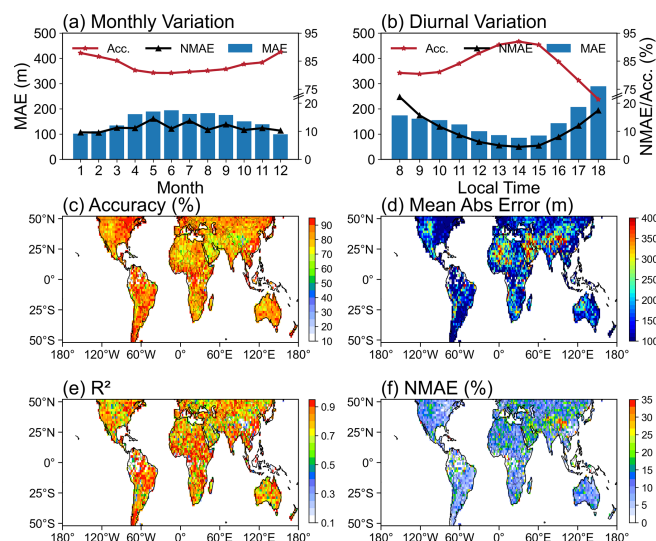 (a) Monthly Variation
(b) Diurnal Variation
500
400
300
200
100
0
MAE (m)
Acc. NMAE MAE
95
85
75
20
10
0
1 2 3 4 5 6 7 8 9 10 11 12
Month
500
400
300
200
100
0
Acc. NMAE MAE
95
85
75
20
10
0
NMAE/Acc. (%)
8 9 10 11 12 13 14 15 16 17 18
Local Time
(c) Accuracy (%)
50°N
25°N
0°
25°S
50°S
180° 120°W 60°W 0° 60°E 120°E 180°
90
80
70
60
50
40
30
20
10
(d) Mean Abs Error (m)
50°N
25°N
0°
25°S
50°S
180° 120°W 60°W 0° 60°E 120°E 180°
400
350
300
250
200
150
100
(e) R²
50°N
25°N
0°
25°S
50°S
180° 120°W 60°W 0° 60°E 120°E 180°
0.9
0.7
0.5
0.3
0.1
(f) NMAE (%)
50°N
25°N
0°
25°S
50°S
180° 120°W 60°W 0° 60°E 120°E 180°
35
30
25
20
15
10
5
0